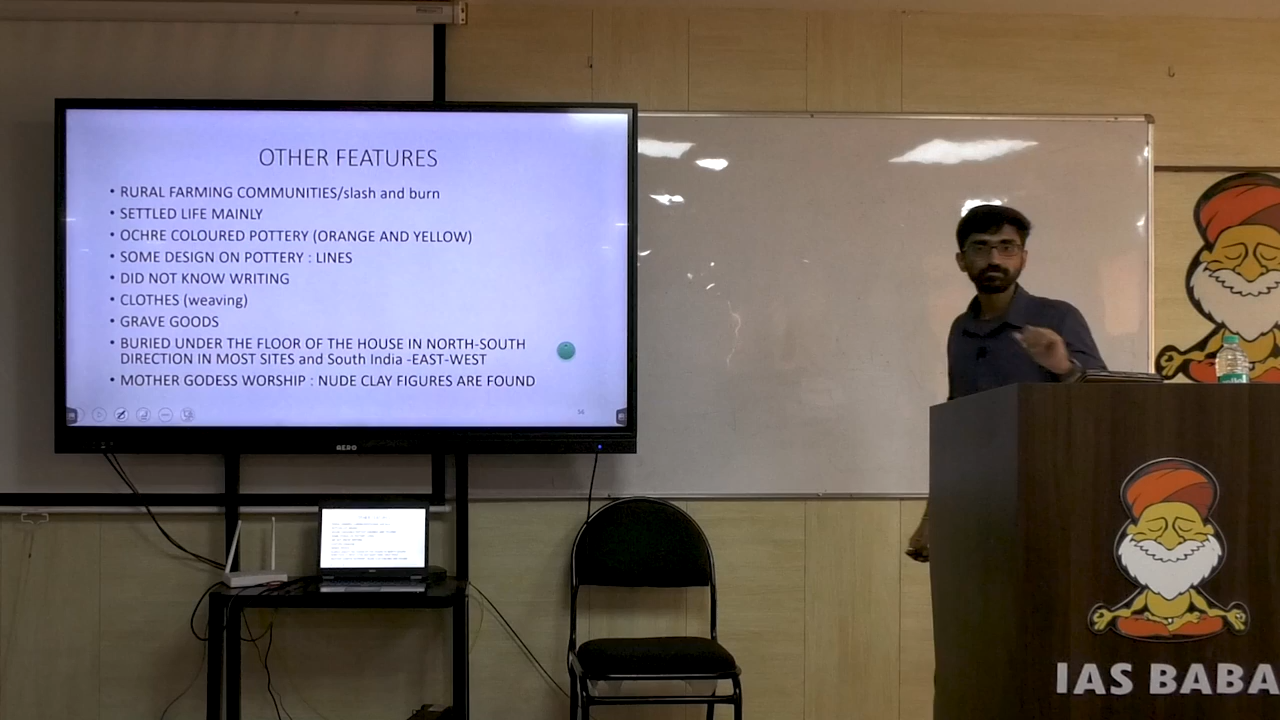 OTHER FEATURES
• RURAL FARMING COMMUNITIES/slash and burn
• SETTLED LIFE MAINLY
• OCHRE COLOURED POTTERY (ORANGE AND YELLOW)
• SOME DESIGN ON POTTERY : LINES
• DID NOT KNOW WRITING
• CLOTHES (weaving)
• GRAVE GOODS
• BURIED UNDER THE FLOOR OF THE HOUSE IN NORTH-SOUTH
DIRECTION IN MOST SITES and South India -EAST-WEST
• MOTHER GODESS WORSHIP : NUDE CLAY FIGURES ARE FOUND
56
IAS BABA